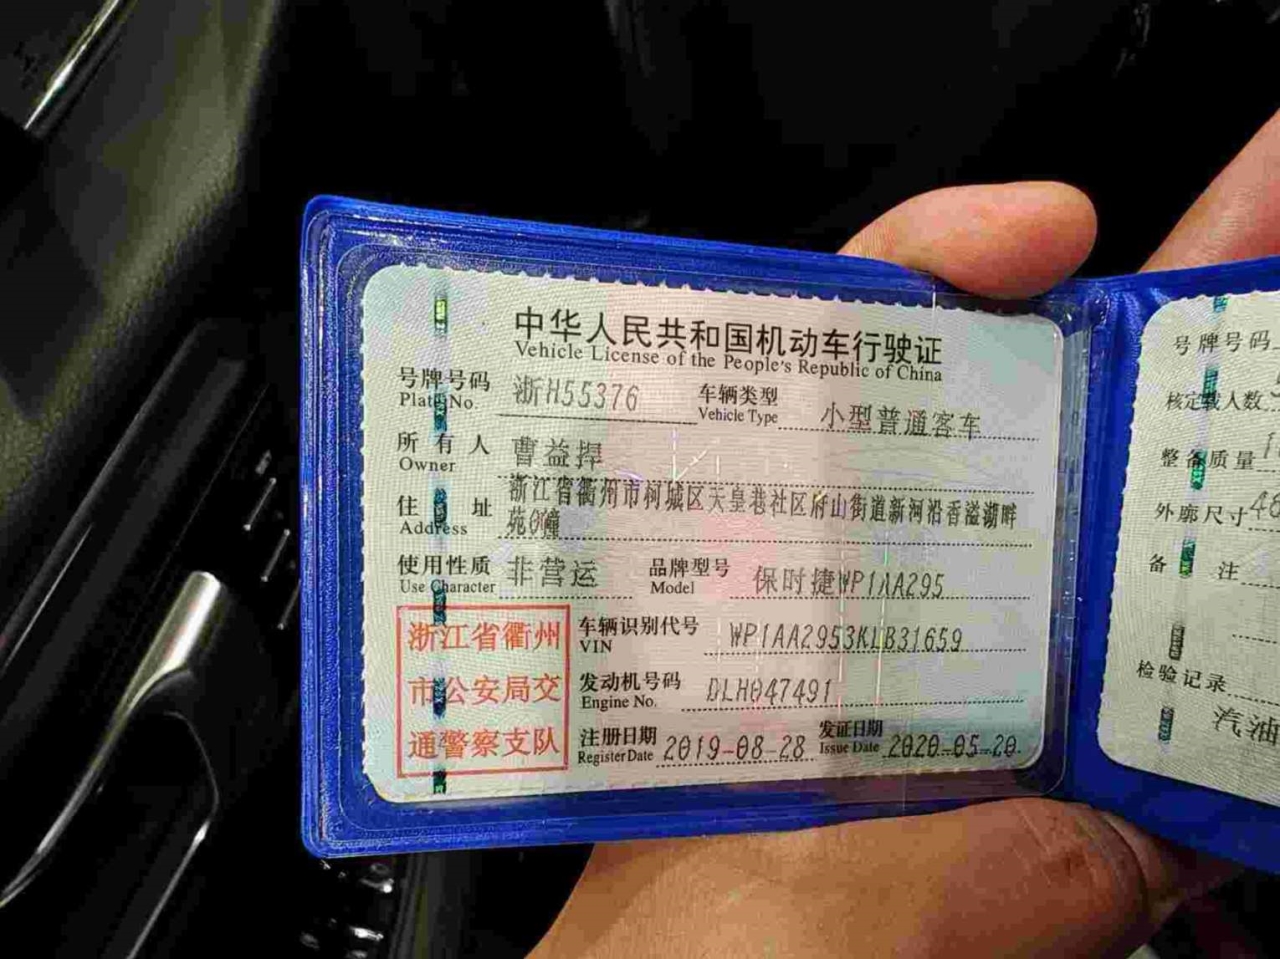 中华人民共和国机动车行驶证
Vehicle License of the People's Republic of China
号牌号码 浙H55376 车辆类型 小型普通客车
Plate No. Vehicle Type
所有人 曹益捍
Owner
住址 浙江省衢州市柯城区天皇巷社区府山街道新河沿香溢湖畔
Address 苑
使用性质 非营运 品牌型号 保时捷WP1AA295
Use Character Model
浙江省衢州
市公安局交
通警察支队
车辆识别代号 WP1AA2953KLB31659
VIN
发动机号码 DLH047491
Engine No.
注册日期 2019-08-28 发证日期 2020-05-20
Register Date Issue Date
号牌号码
核定载人数
整备质量
外廓尺寸
备注
检验记录
汽油